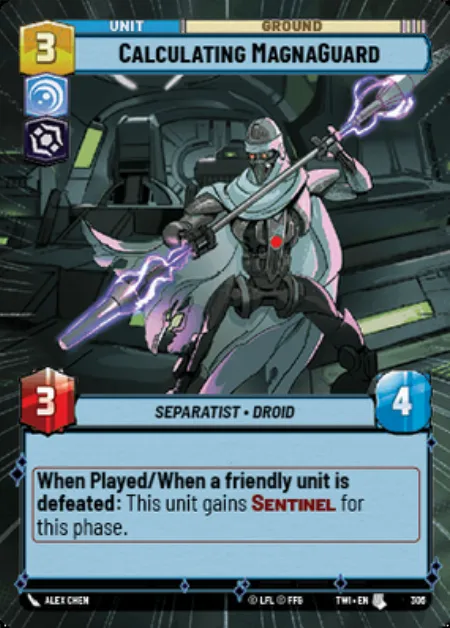 UNIT GROUND
3 CALCULATING MAGNAGUARD
3 SEPARATIST • DROID 4
When Played/When a friendly unit is
defeated: This unit gains SENTINEL for
this phase.
ALEX CHEM © LFL © FFG TWI • EN 306